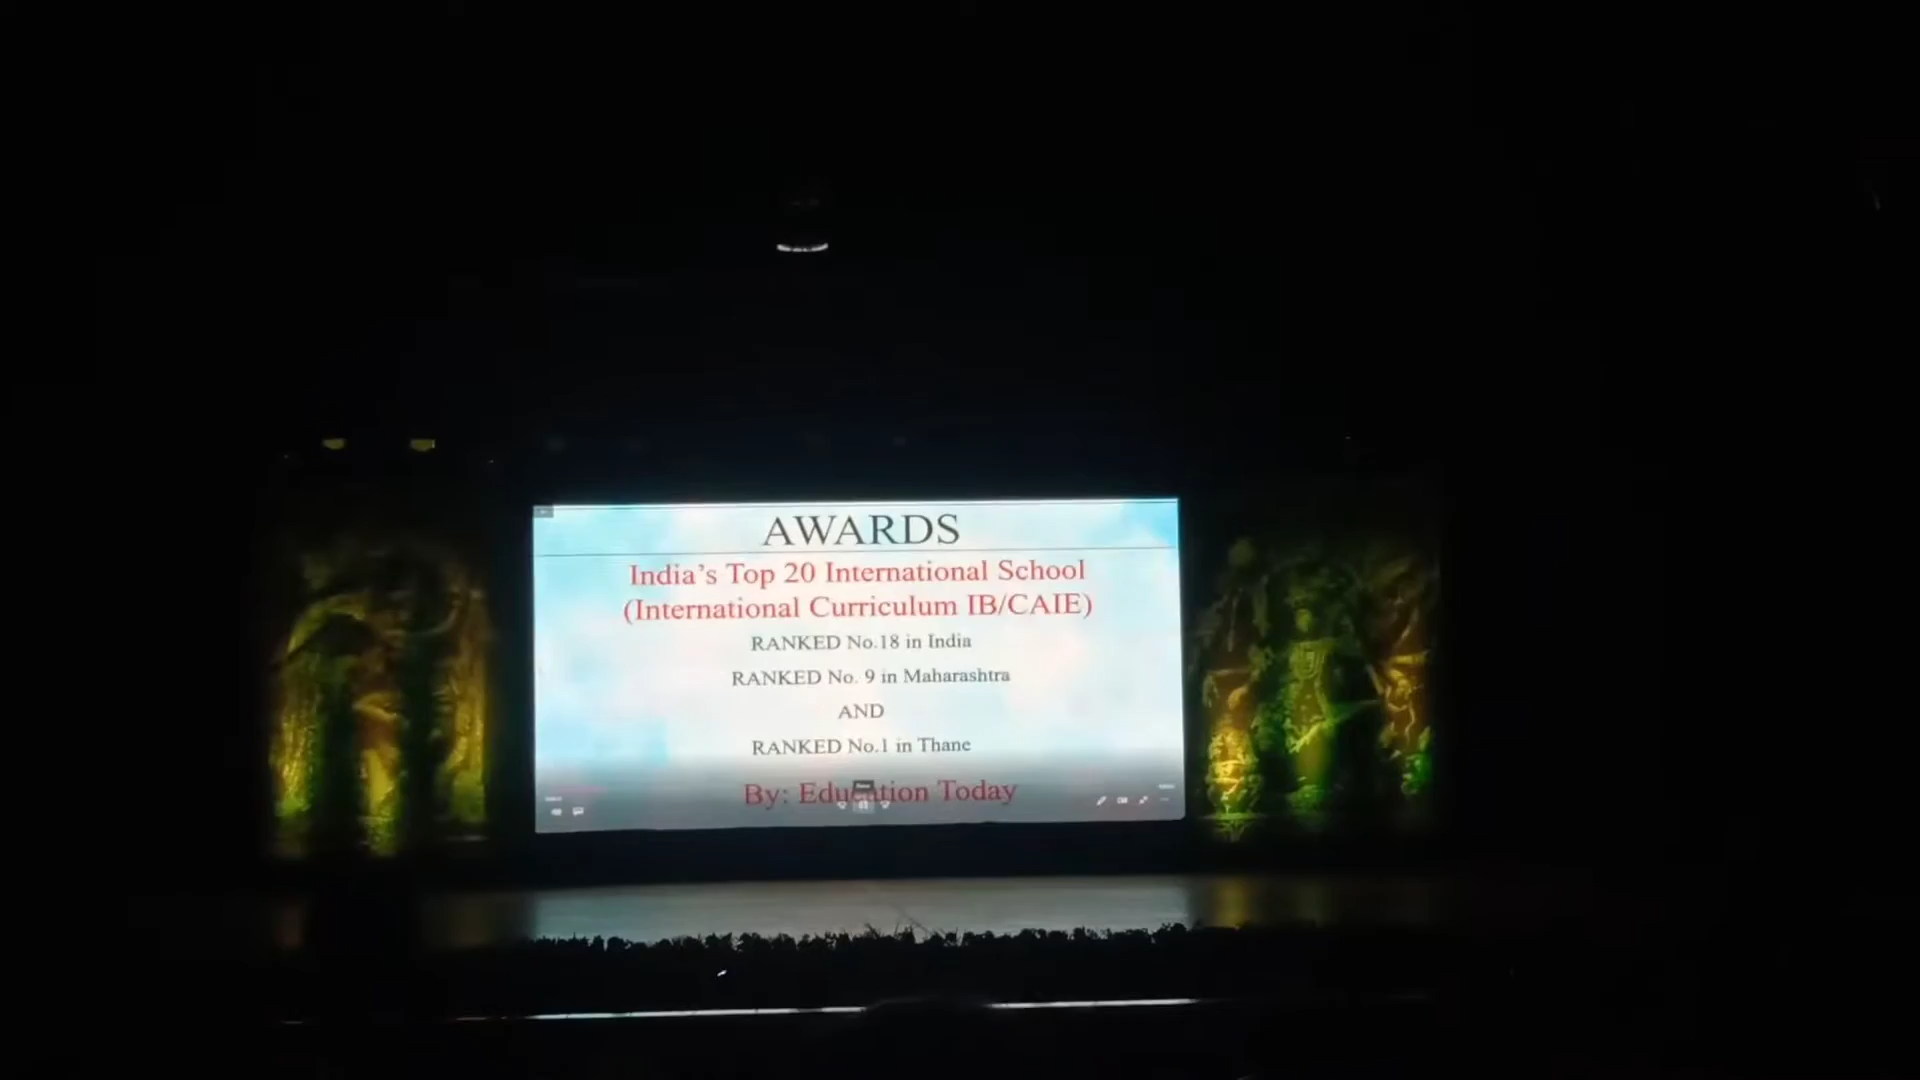 AWARDS
India's Top 20 International School
(International Curriculum IB/CAIE)
RANKED No.18 in India
RANKED No. 9 in Maharashtra
AND
RANKED No.1 in Thane
By: Education Today